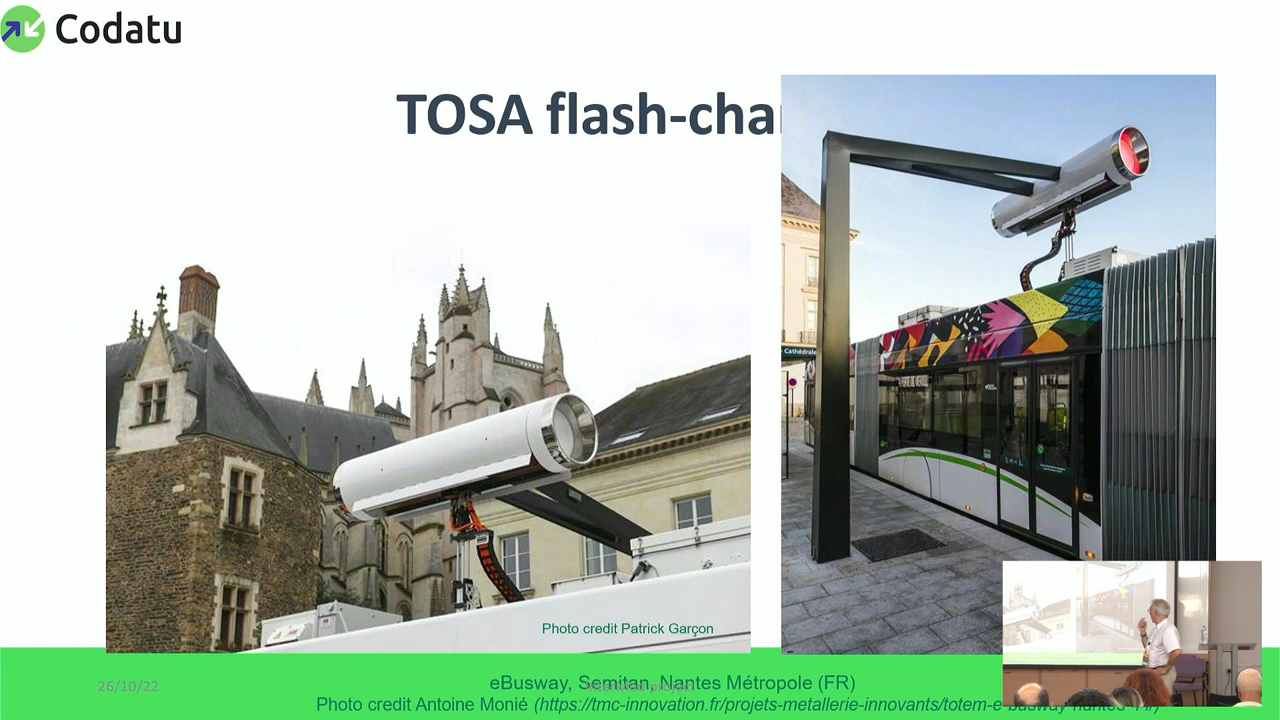 Codatu
TOSA flash-cha
Cathédrale
Photo credit Patrick Garçon
26/10/22
eBusway, Semitan, Nantes Métropole (FR)
Photo credit Antoine Monié (https://tmc-innovation.fr/projets-metallerie-innovants/totem-e-busway-nantes-44/)